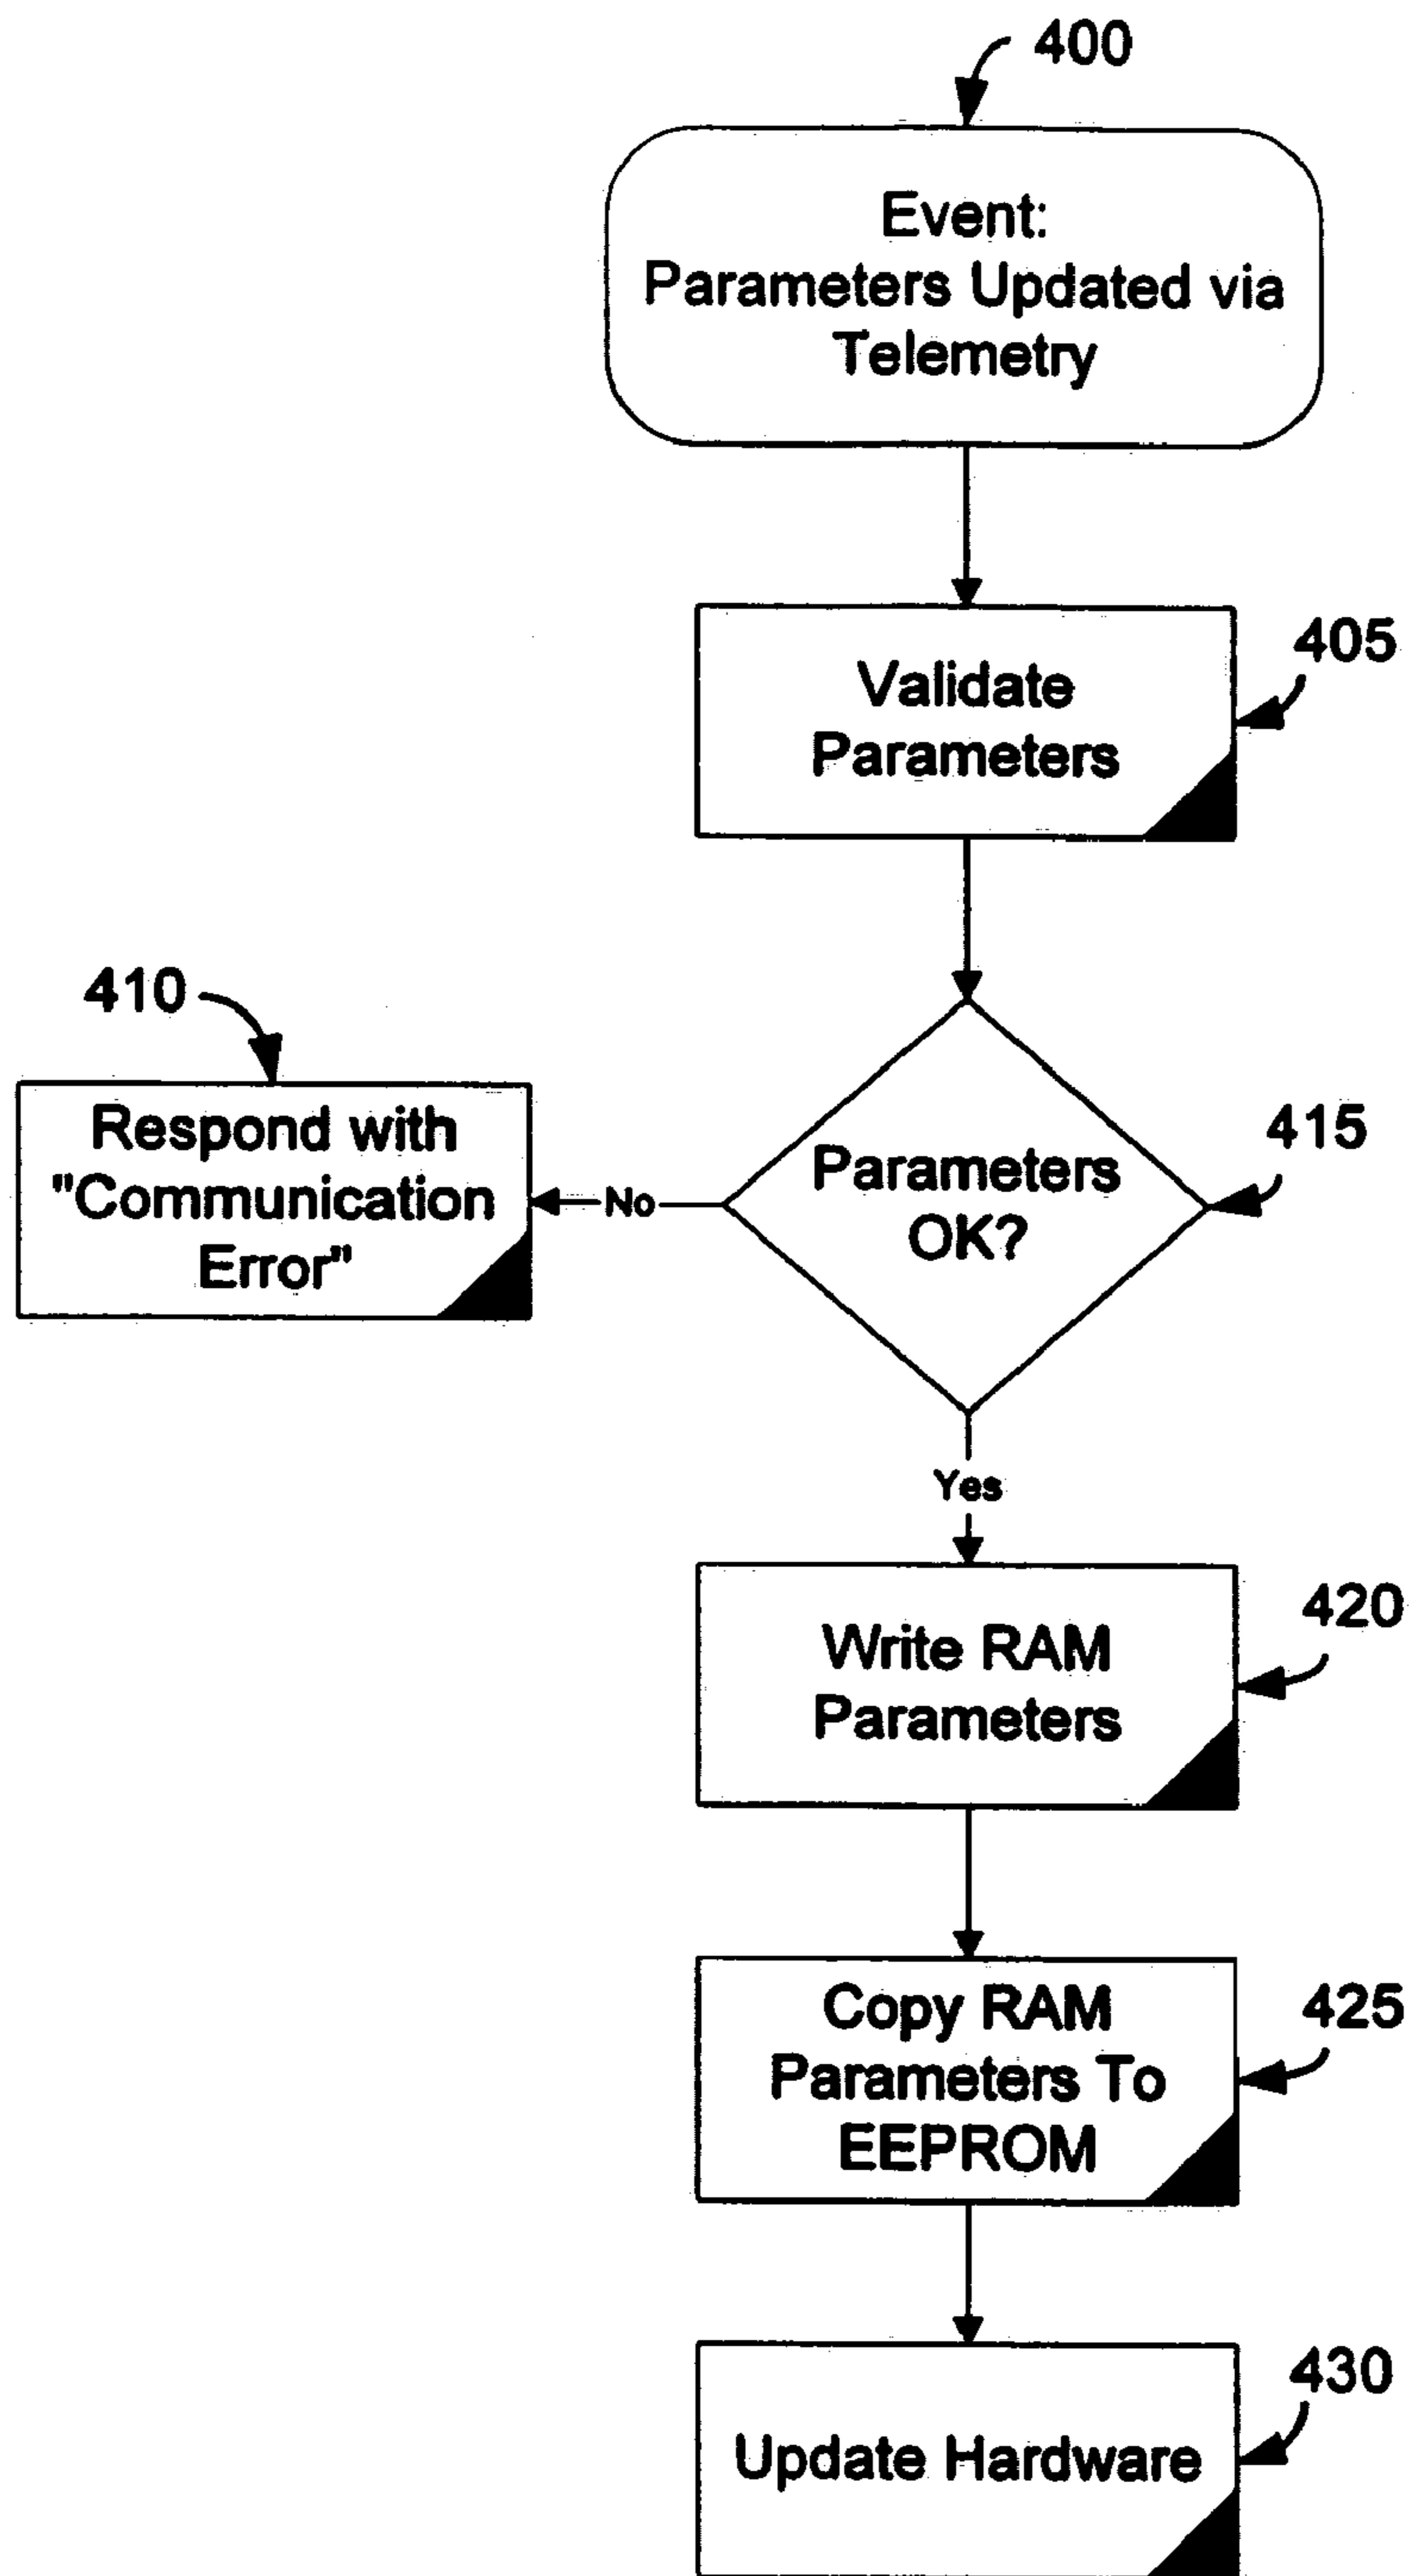 400
Event:
Parameters Updated via
Telemetry
405
Validate
Parameters
410
Respond with
"Communication
Error"
No
415
Parameters
OK?
Yes
420
Write RAM
Parameters
425
Copy RAM
Parameters To
EEPROM
430
Update Hardware